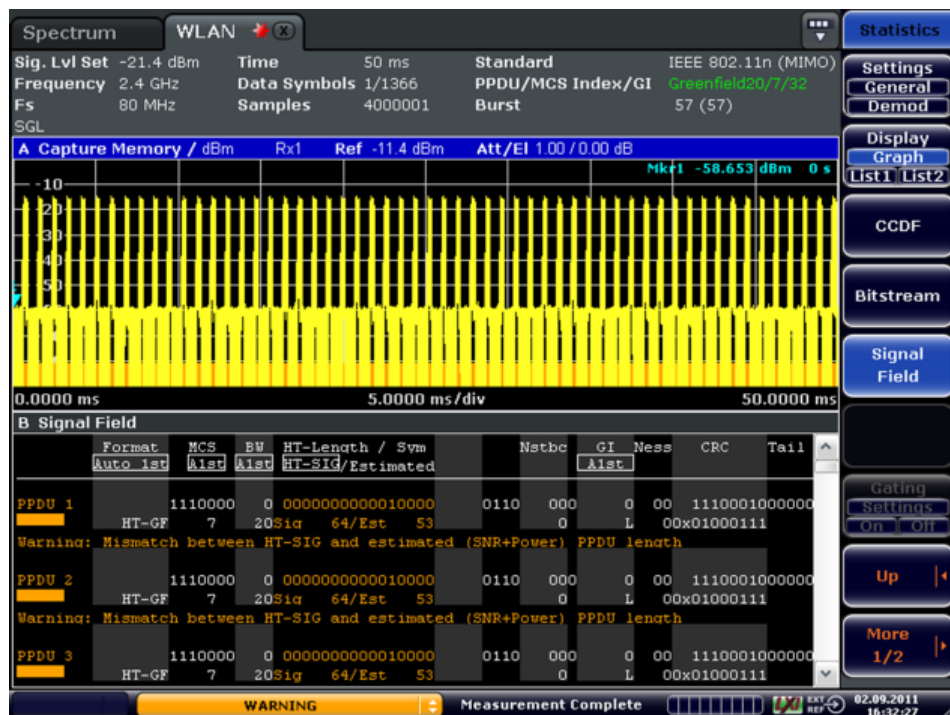 Spectrum WLAN
Sig. Lvl Set -21.4 dBm Time 50 ms Standard IEEE 802.11n (MIMO)
Frequency 2.4 GHz Data Symbols 1/1366 PPDU/MCS Index/GI Greenfield20/7/32
Fs 80 MHz Samples 4000001 Burst 57 (57)
SGL
A Capture Memory / dBm Rx1 Ref -11.4 dBm Att/El 1.00 / 0.00 dB
Mkr1 -58.653 dBm 0 s
-10
0.0000 ms 5.0000 ms/div 50.0000 ms
B Signal Field
Format MCS BW HT-Length / Sym Nstbc GI Ness CRC Tail
Auto 1st A1st A1st HT-SIG/Estimated A1st
PPDU 1 1110000 0 0000000000010000 0110 000 0 00 1110001000000
HT-GF 7 20Sig 64/Est 53 0 L 00x01000111
Warning: Mismatch between HT-SIG and estimated (SNR+Power) PPDU length
PPDU 2 1110000 0 0000000000010000 0110 000 0 00 1110001000000
HT-GF 7 20Sig 64/Est 53 0 L 00x01000111
Warning: Mismatch between HT-SIG and estimated (SNR+Power) PPDU length
PPDU 3 1110000 0 0000000000010000 0110 000 0 00 1110001000000
HT-GF 7 20Sig 64/Est 53 0 L 00x01000111
WARNING Measurement Complete LXI EXT REF 02.09.2011
16:32:27
Statistics
Settings
General
Demod
Display
Graph
List1 List2
CCDF
Bitstream
Signal
Field
Gating
Settings
On Off
Up
More
1/2